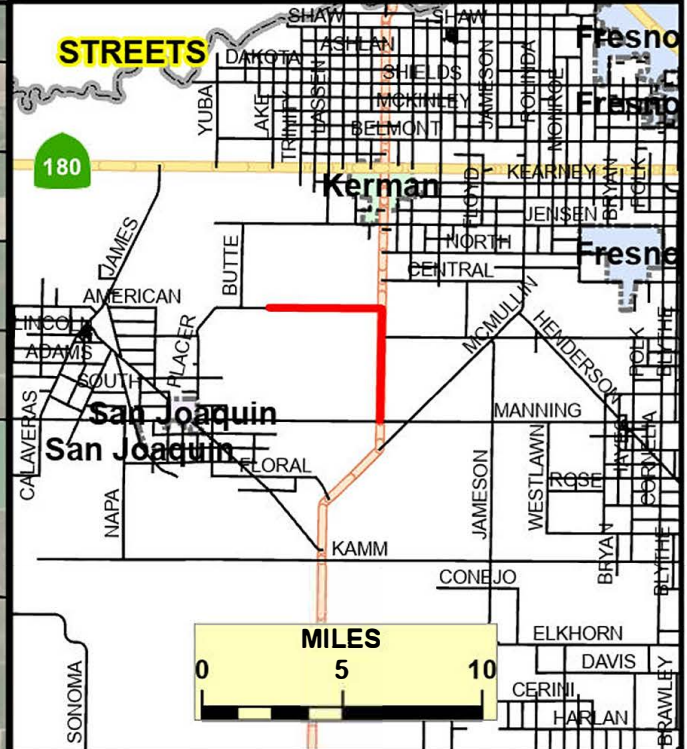 SHAW
SHAW
STREETS
ASHLAN
DAKOTA
Fresno
SHIELDS
YUBA
LAKE
TRINITY
LASSEN
JAMESON
ROLINDA
MONROE
MCKINLEY
Fresno
BELMONT
180
KEARNEY
BRYAN
POLK
Kerman
FLOYD
JENSEN
JAMES
BUTTE
NORTH
Fresno
CENTRAL
AMERICAN
MCMULLIN
HENDERSON
LINCOLN
PLACER
POLK
BLYTHE
ADAMS
SOUTH
San Joaquin
MANNING
CALAVERAS
San Joaquin
HAYES
CORNELIA
FLORAL
NAPA
JAMESON
WESTLAWN
ROSE
KAMM
BRYAN
BLYTHE
CONEJO
MILES
ELKHORN
0 5 10
DAVIS
SONOMA
CERINI
BRAWLEY
HARLAN